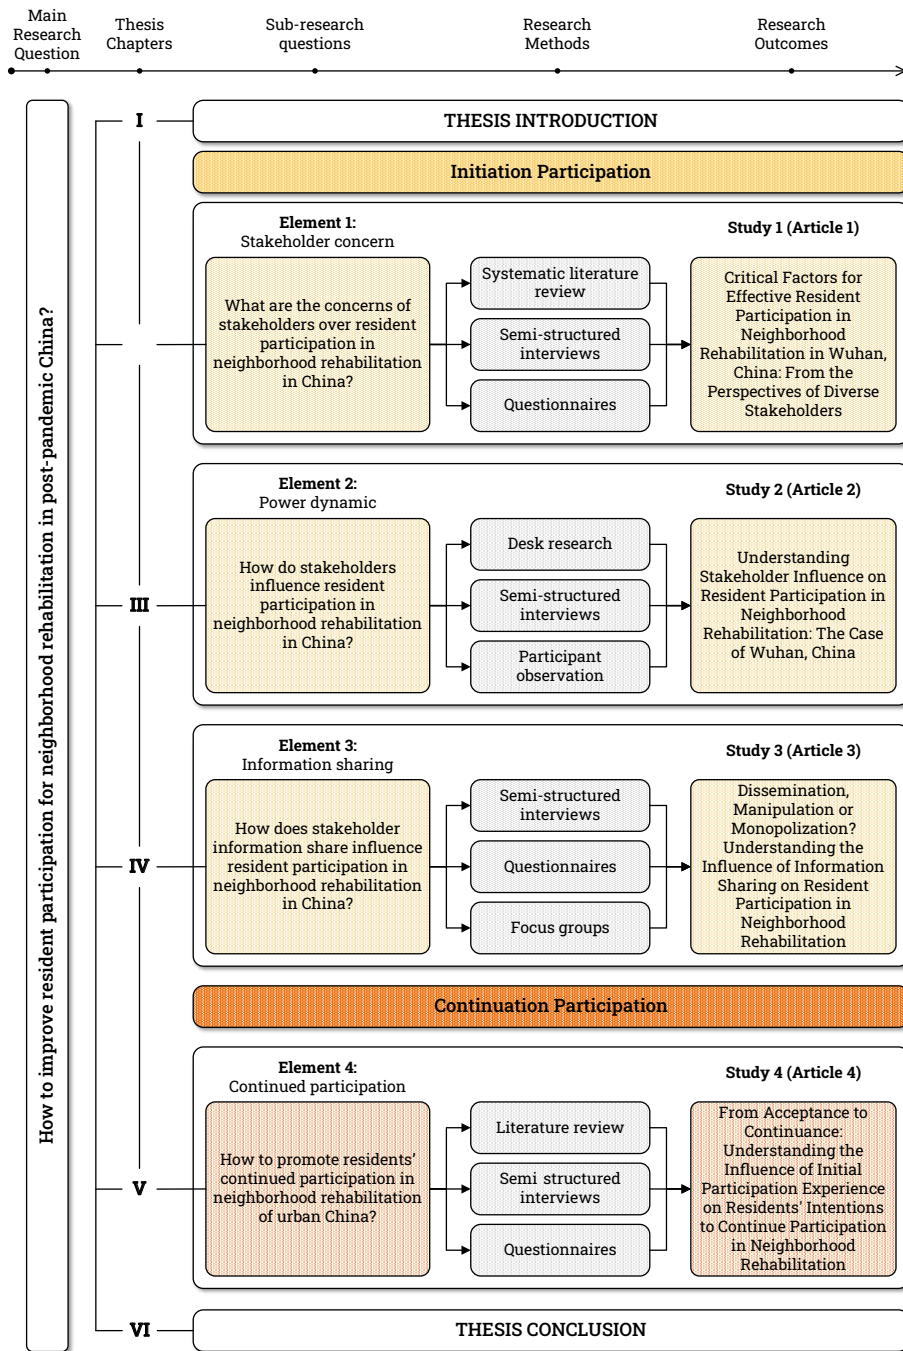 Main
Research
Question
Thesis
Chapters
Sub-research
questions
Research
Methods
Research
Outcomes
How to improve resident participation for neighborhood rehabilitation in post-pandemic China?
I
THESIS INTRODUCTION
Initiation Participation
Element 1:
Stakeholder concern
What are the concerns of
stakeholders over resident
participation in
neighborhood rehabilitation
in China?
Systematic literature
review
Semi-structured
interviews
Questionnaires
Study 1 (Article 1)
Critical Factors for
Effective Resident
Participation in
Neighborhood
Rehabilitation in Wuhan,
China: From the
Perspectives of Diverse
Stakeholders
III
Element 2:
Power dynamic
How do stakeholders
influence resident
participation in
neighborhood rehabilitation
in China?
Desk research
Semi-structured
interviews
Participant
observation
Study 2 (Article 2)
Understanding
Stakeholder Influence on
Resident Participation in
Neighborhood
Rehabilitation: The Case
of Wuhan, China
IV
Element 3:
Information sharing
How does stakeholder
information share influence
resident participation in
neighborhood rehabilitation
in China?
Semi-structured
interviews
Questionnaires
Focus groups
Study 3 (Article 3)
Dissemination,
Manipulation or
Monopolization?
Understanding the
Influence of Information
Sharing on Resident
Participation in
Neighborhood
Rehabilitation
Continuation Participation
V
Element 4:
Continued participation
How to promote residents'
continued participation in
neighborhood rehabilitation
of urban China?
Literature review
Semi structured
interviews
Questionnaires
Study 4 (Article 4)
From Acceptance to
Continuance:
Understanding the
Influence of Initial
Participation Experience
on Residents' Intentions
to Continue Participation
in Neighborhood
Rehabilitation
VI
THESIS CONCLUSION